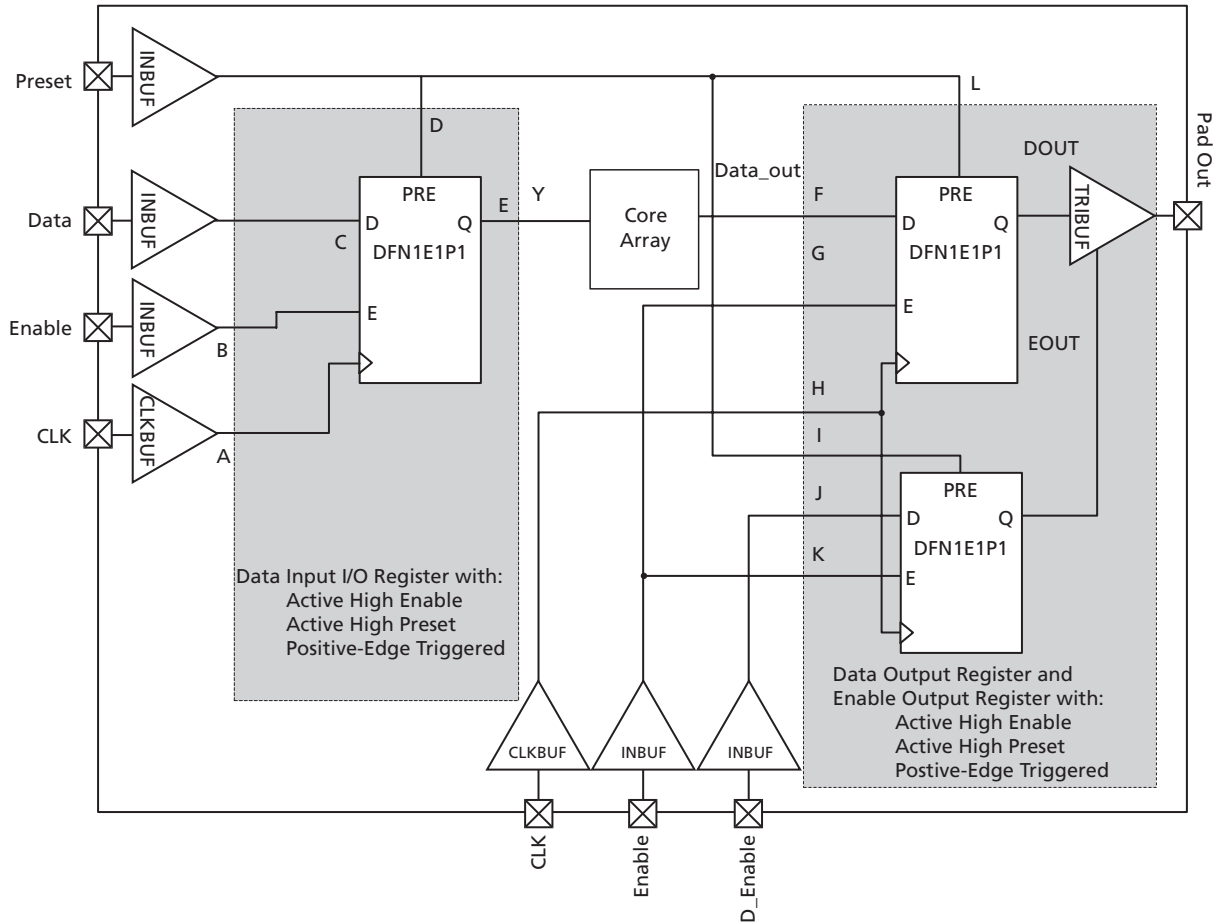 Preset
INBUF
L
D
Pad Out
DOUT
Data
INBUF
C
PRE
D
Q
DFN1E1P1
E
E
Y
Core
Array
Data_out
F
G
PRE
D
Q
DFN1E1P1
E
TRIBUF
Enable
INBUF
B
EOUT
CLK
CLKBUF
A
H
I
J
K
PRE
D
Q
DFN1E1P1
E
Data Input I/O Register with:
Active High Enable
Active High Preset
Positive-Edge Triggered
Data Output Register and
Enable Output Register with:
Active High Enable
Active High Preset
Postive-Edge Triggered
CLKBUF
INBUF
INBUF
CLK
Enable
D_Enable